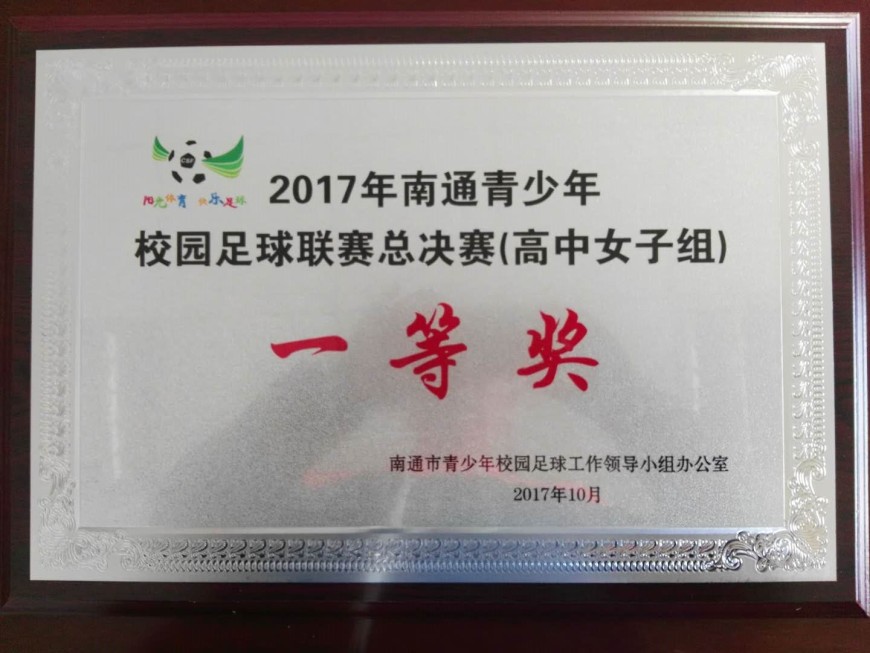 CSF
阳光体育 快乐足球
2017年南通青少年
校园足球联赛总决赛(高中女子组)
一等奖
南通市青少年校园足球工作领导小组办公室
2017年10月